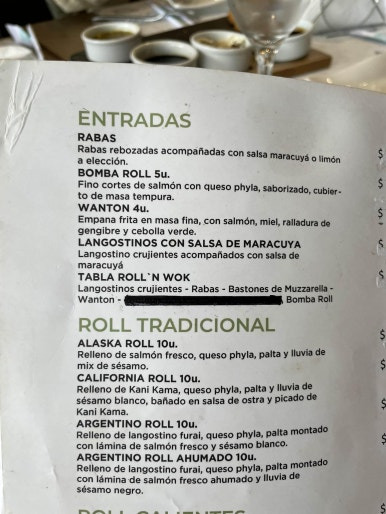 ENTRADAS
RABAS
Rabas rebozadas acompañadas con salsa maracuyá o limón
a elección.
BOMBA ROLL 5u.
Fino cortes de salmón con queso phyla, saborizado, cubier-
to de masa tempura.
WANTON 4u.
Empana frita en masa fina, con salmón, miel, ralladura de
gengibre y cebolla verde.
LANGOSTINOS CON SALSA DE MARACUYA
Langostino crujientes acompañados con salsa de
maracuyá
TABLA ROLL`N WOK
Langostinos crujientes - Rabas - Bastones de Muzzarella -
Wanton - , Bomba Roll
ROLL TRADICIONAL
ALASKA ROLL 10u.
Relleno de salmón fresco, queso phyla, palta y lluvia de
mix de sésamo.
CALIFORNIA ROLL 10u.
Relleno de Kani Kama, queso phyla, palta y lluvia de
sésamo blanco, bañado en salsa de ostra y picado de
Kani Kama.
ARGENTINO ROLL 10u.
Relleno de langostino furai, queso phyla, palta montado
con lámina de salmón fresco y sésamo blanco.
ARGENTINO ROLL AHUMADO 10u.
Relleno de langostino furai, queso phyla, palta montado
con lámina de salmón fresco ahumado y lluvia de
sésamo negro.
$
$
$
$
$
$
$
$
$